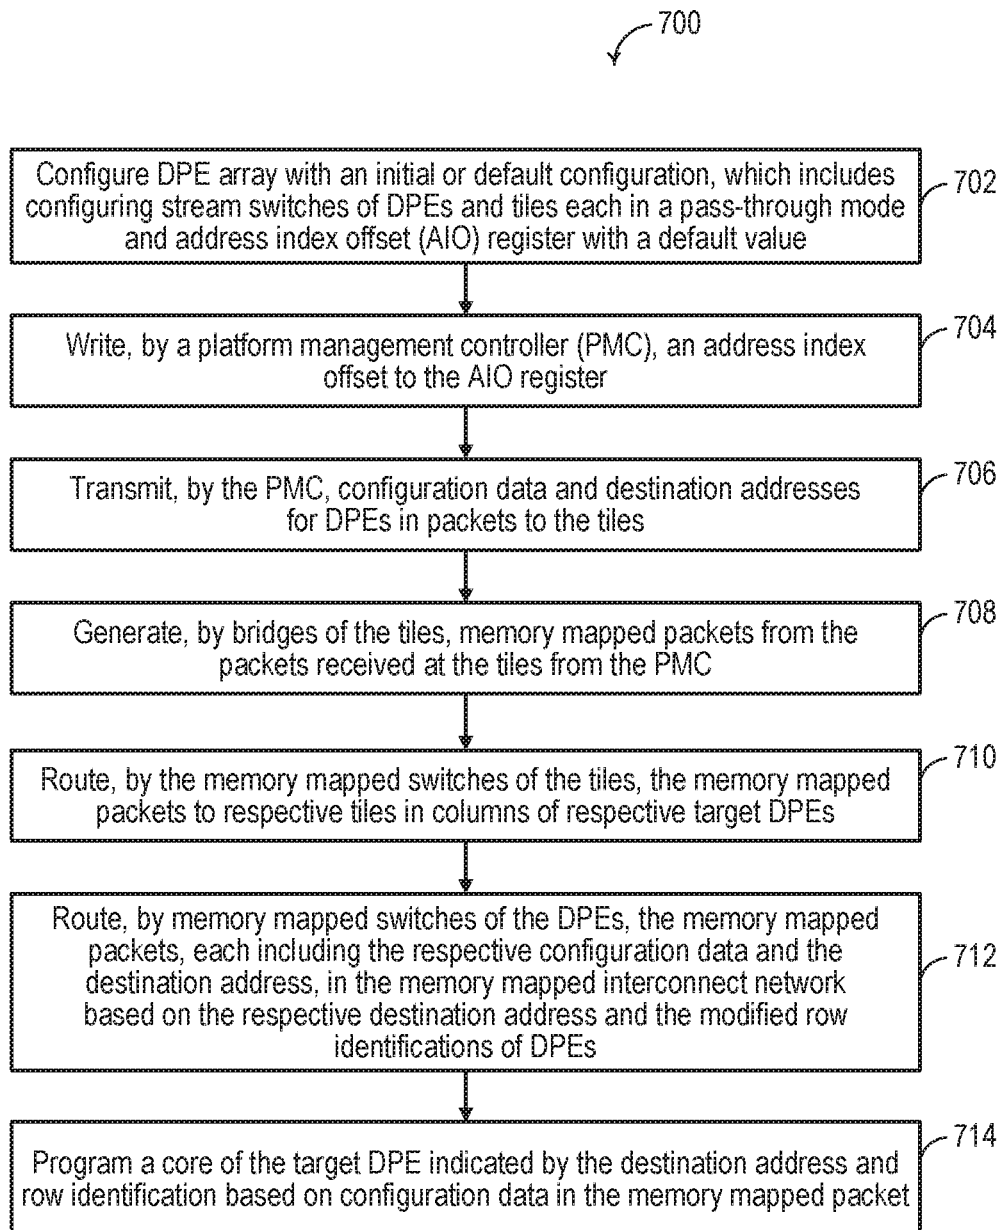 700
Configure DPE array with an initial or default configuration, which includes
configuring stream switches of DPEs and tiles each in a pass-through mode
and address index offset (AIO) register with a default value
702
Write, by a platform management controller (PMC), an address index
offset to the AIO register
704
Transmit, by the PMC, configuration data and destination addresses
for DPEs in packets to the tiles
706
Generate, by bridges of the tiles, memory mapped packets from the
packets received at the tiles from the PMC
708
Route, by the memory mapped switches of the tiles, the memory mapped
packets to respective tiles in columns of respective target DPEs
710
Route, by memory mapped switches of the DPEs, the memory mapped
packets, each including the respective configuration data and the
destination address, in the memory mapped interconnect network
based on the respective destination address and the modified row
identifications of DPEs
712
Program a core of the target DPE indicated by the destination address and
row identification based on configuration data in the memory mapped packet
714